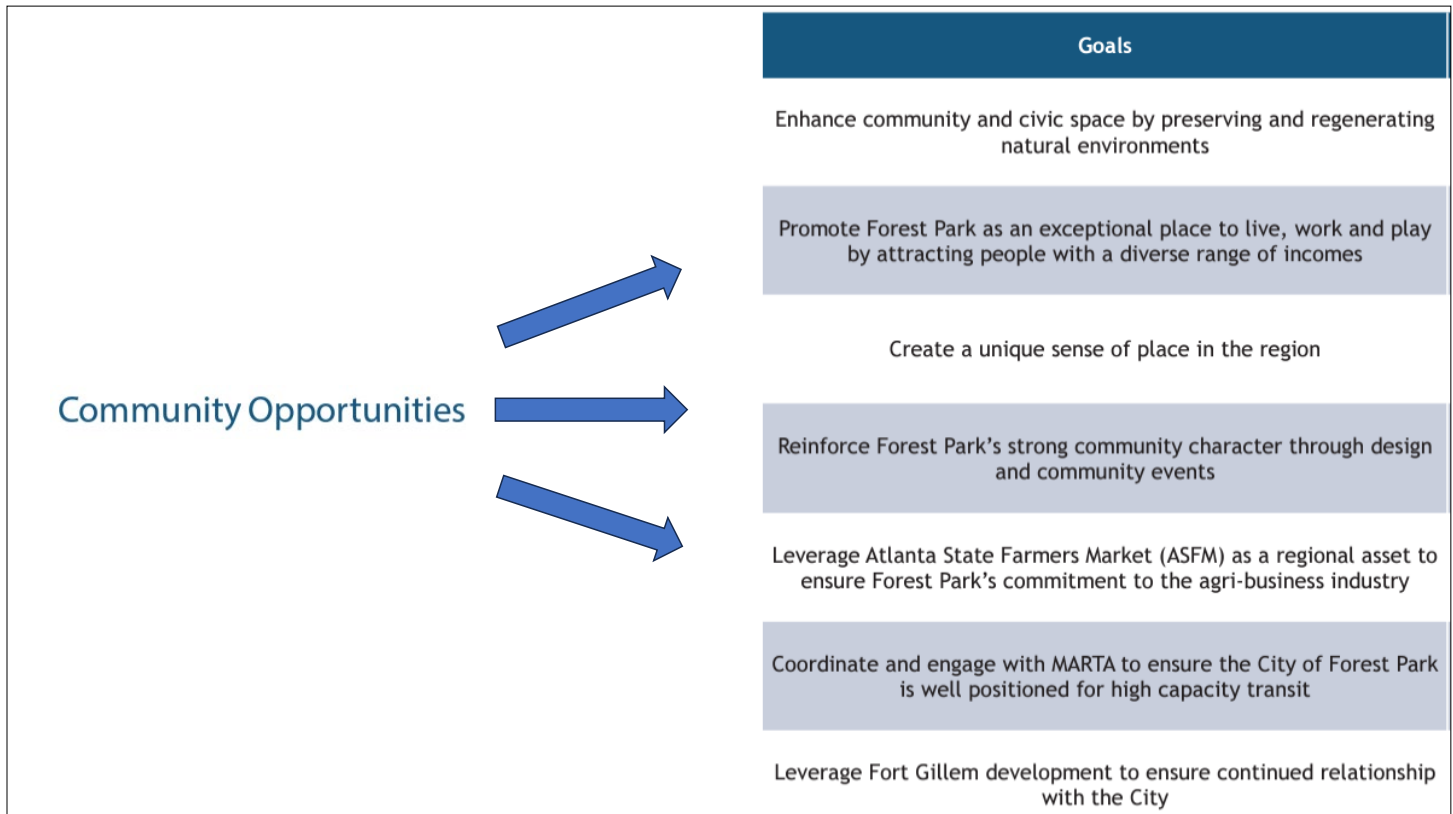 Goals
Enhance community and civic space by preserving and regenerating
natural environments
Promote Forest Park as an exceptional place to live, work and play
by attracting people with a diverse range of incomes
Create a unique sense of place in the region
Community Opportunities
Reinforce Forest Park’s strong community character through design
and community events
Leverage Atlanta State Farmers Market (ASFM) as a regional asset to
ensure Forest Park’s commitment to the agri-business industry
Coordinate and engage with MARTA to ensure the City of Forest Park
is well positioned for high capacity transit
Leverage Fort Gillem development to ensure continued relationship
with the City